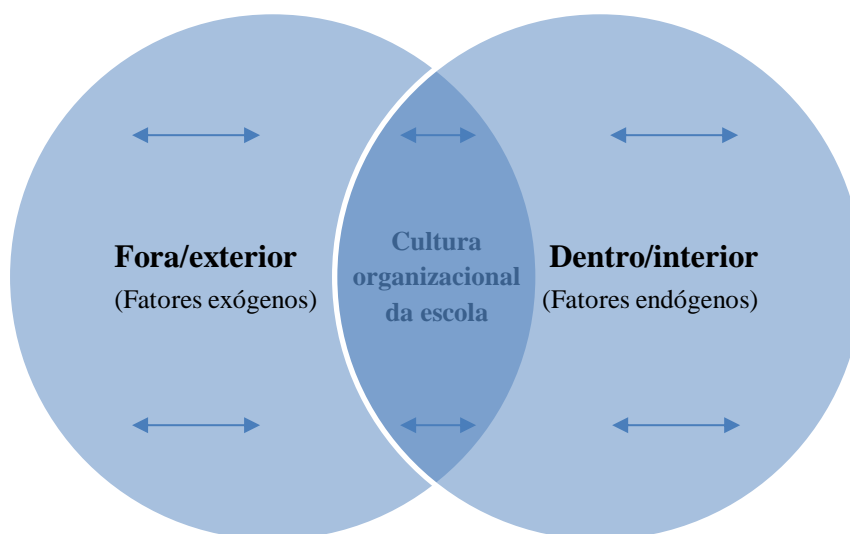 Fora/exterior
(Fatores exógenos)
Cultura
organizacional
da escola
Dentro/interior
(Fatores endógenos)